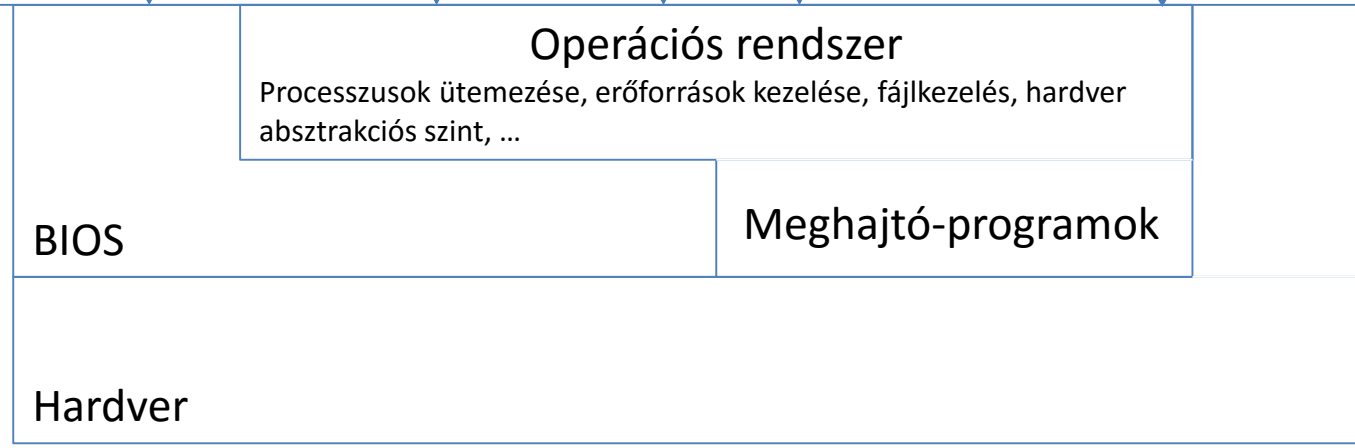 Operációs rendszer
Processzusok ütemezése, erőforrások kezelése, fájlkezelés, hardver
absztrakciós szint, ...
BIOS
Meghajtó-programok
Hardver